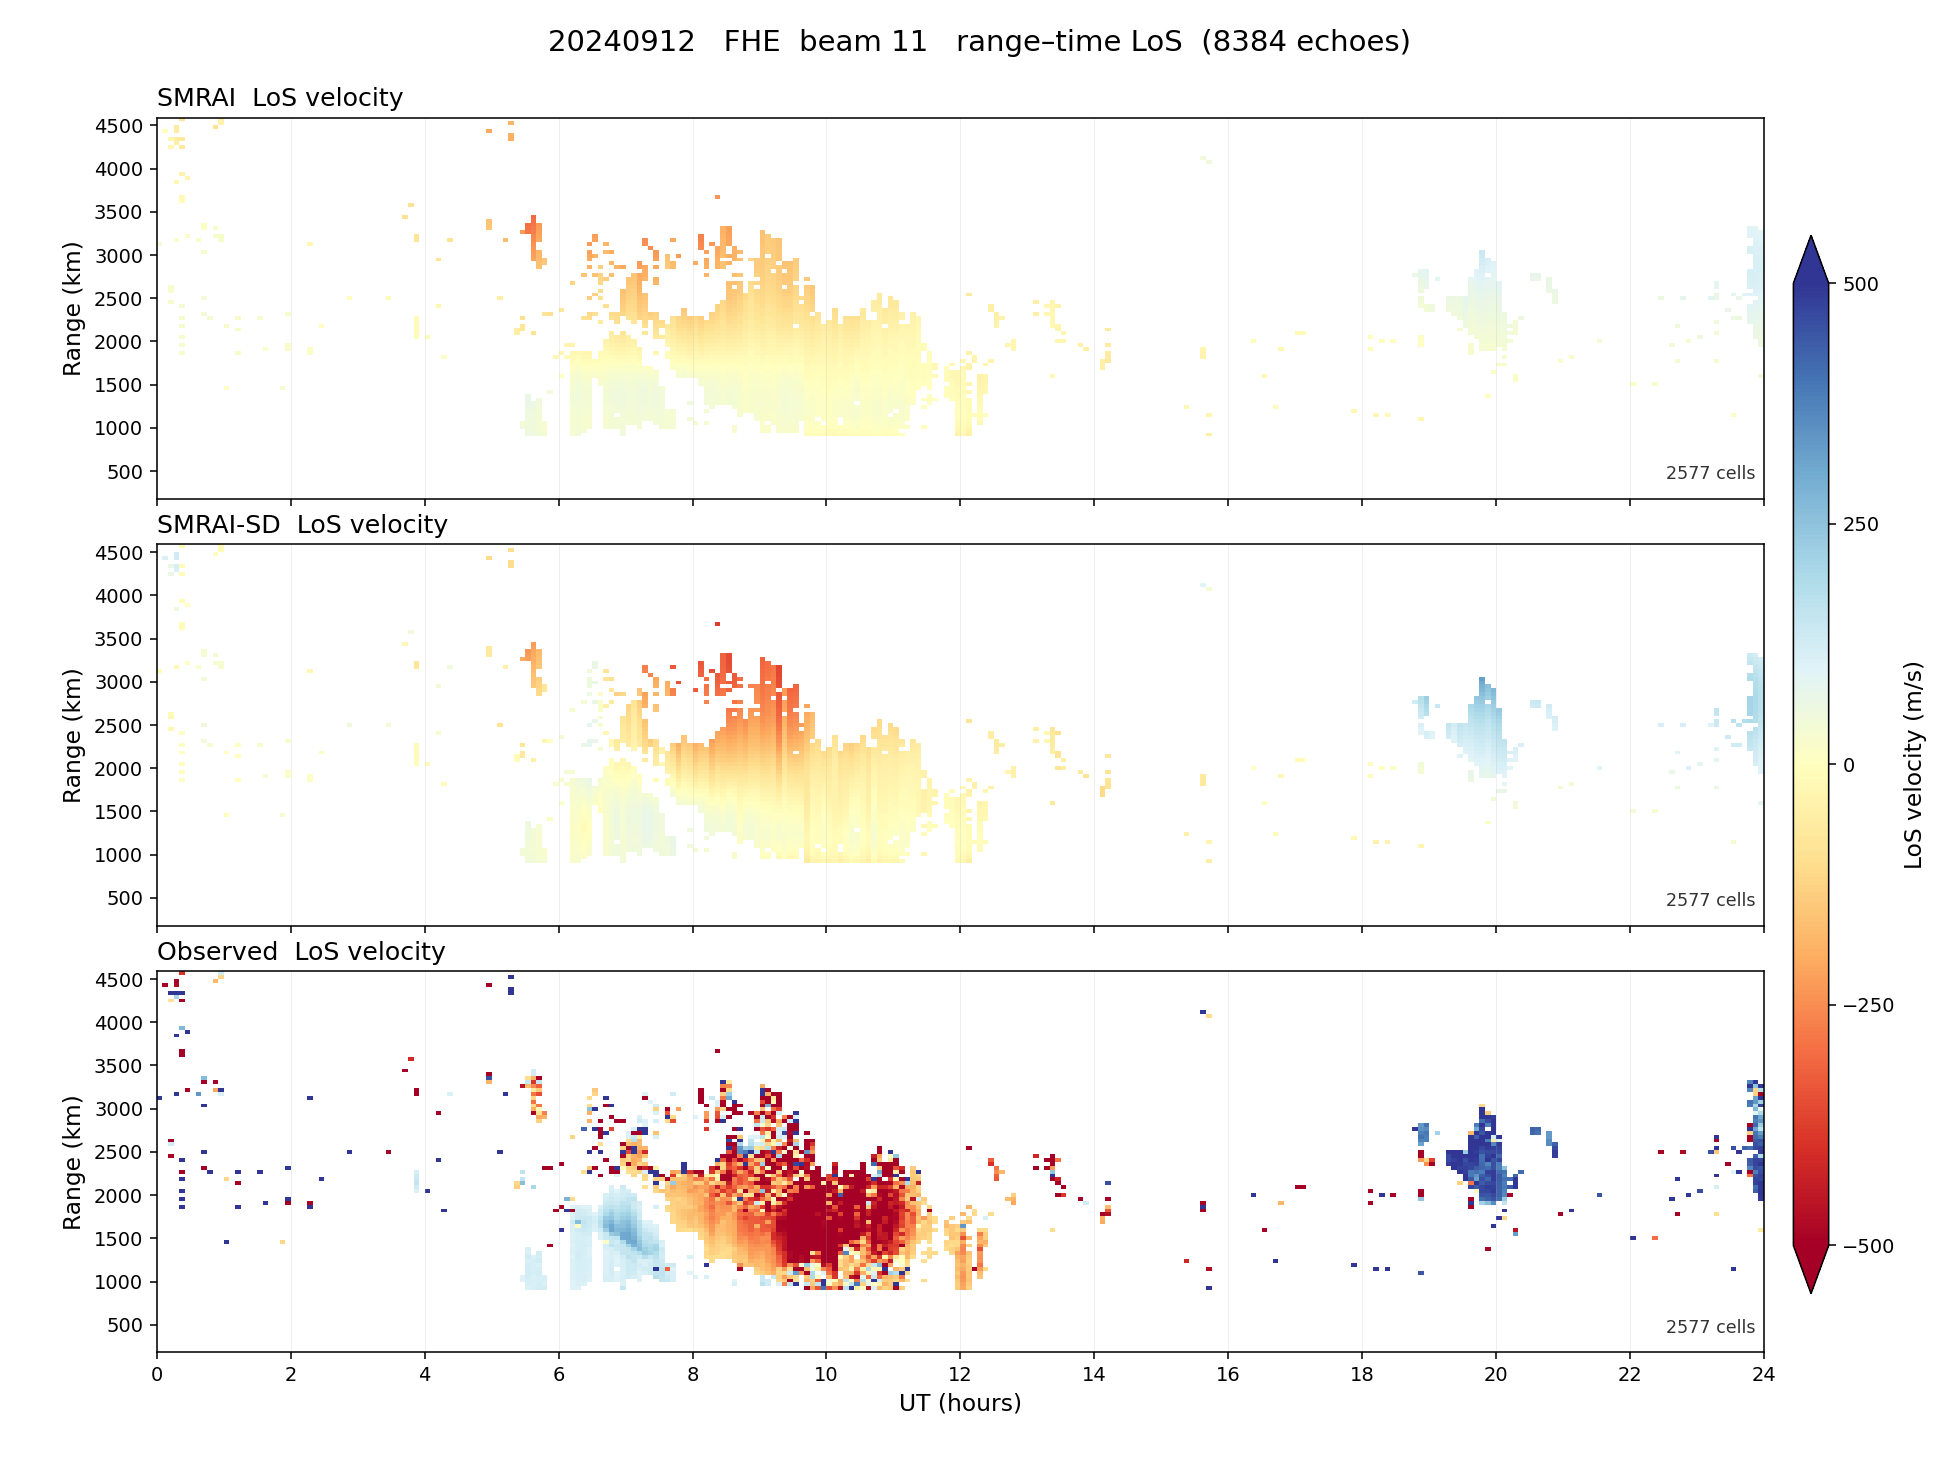 20240912 FHE beam 11 range–time LoS (8384 echoes)
SMRAI LoS velocity
4500
4000
3500
3000
2500
2000
1500
1000
500
Range (km)
2577 cells
SMRAI-SD LoS velocity
4500
4000
3500
3000
2500
2000
1500
1000
500
Range (km)
2577 cells
Observed LoS velocity
4500
4000
3500
3000
2500
2000
1500
1000
500
Range (km)
2577 cells
0 2 4 6 8 10 12 14 16 18 20 22 24
UT (hours)
500
250
0
−250
−500
LoS velocity (m/s)